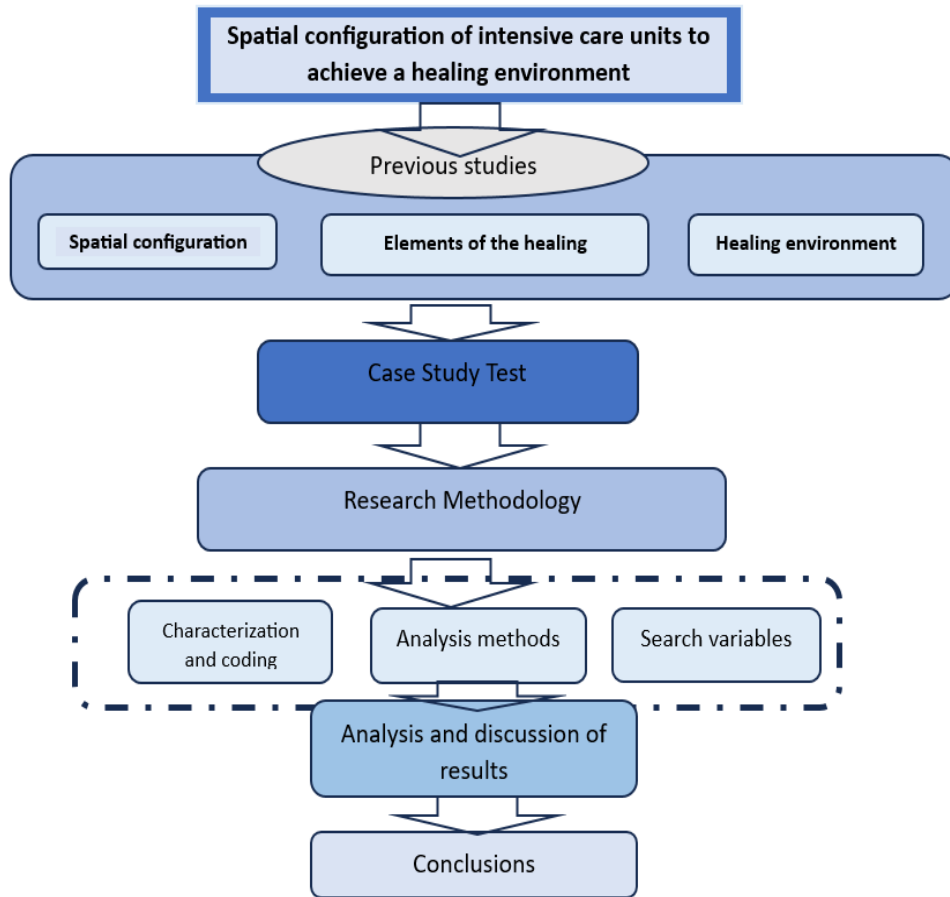 Spatial configuration of intensive care units to
achieve a healing environment
Previous studies
Spatial configuration
Elements of the healing
Healing environment
Case Study Test
Research Methodology
Characterization
and coding
Analysis methods
Search variables
Analysis and discussion of
results
Conclusions